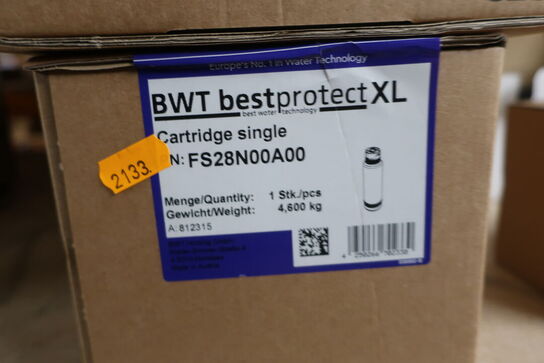 Europe's No. 1 in Water Technology
BWT bestprotect XL
best water technology
Cartridge single
2133.
N: FS28N00A00
Menge/Quantity: 1 Stk./pcs
Gewicht/Weight: 4,600 kg
A: 812315
Made in Austria